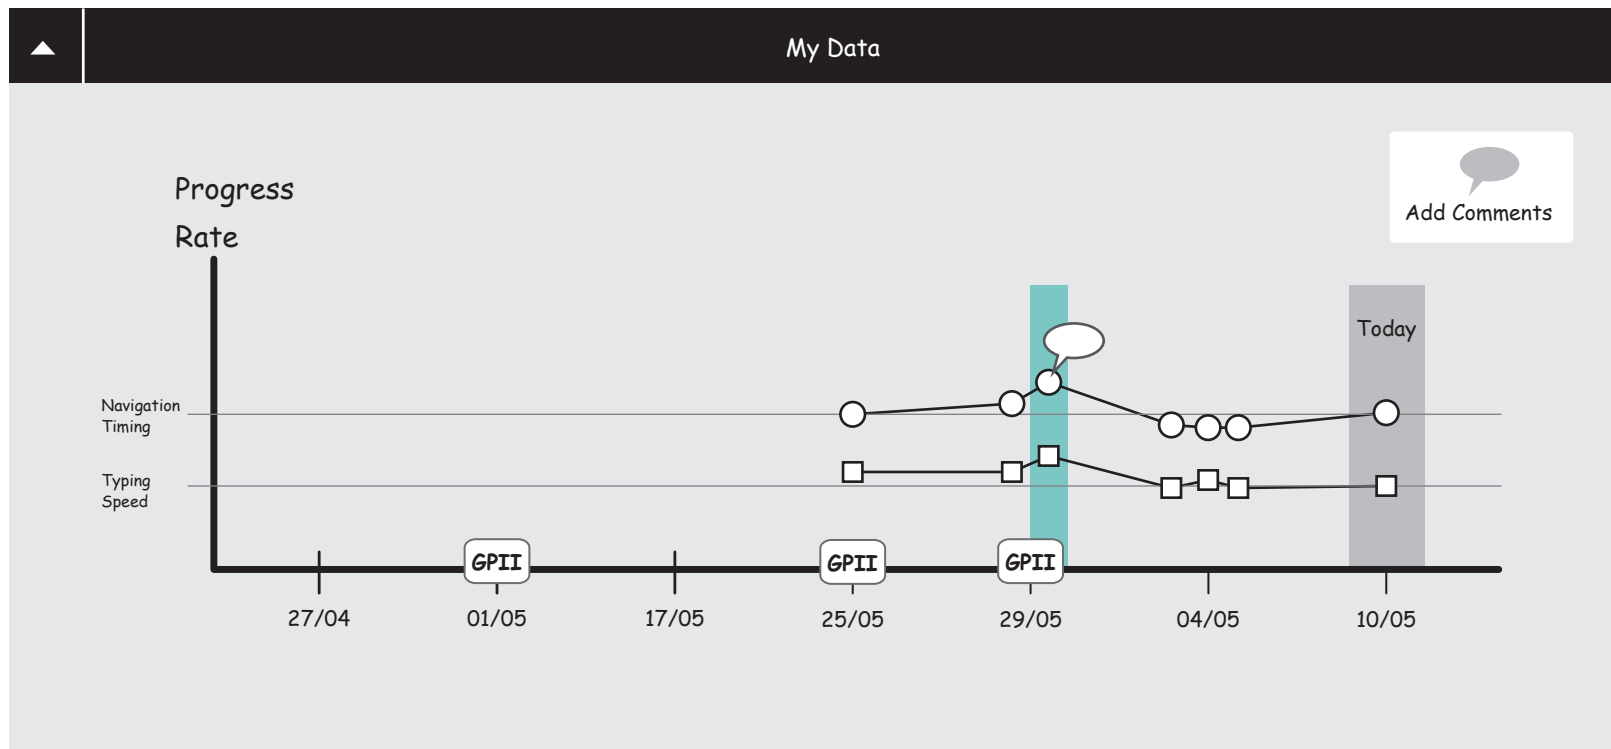 My Data
Add Comments
Progress
Rate
Today
Navigation
Timing
Typing
Speed
GPII
GPII
GPII
27/04
01/05
17/05
25/05
29/05
04/05
10/05